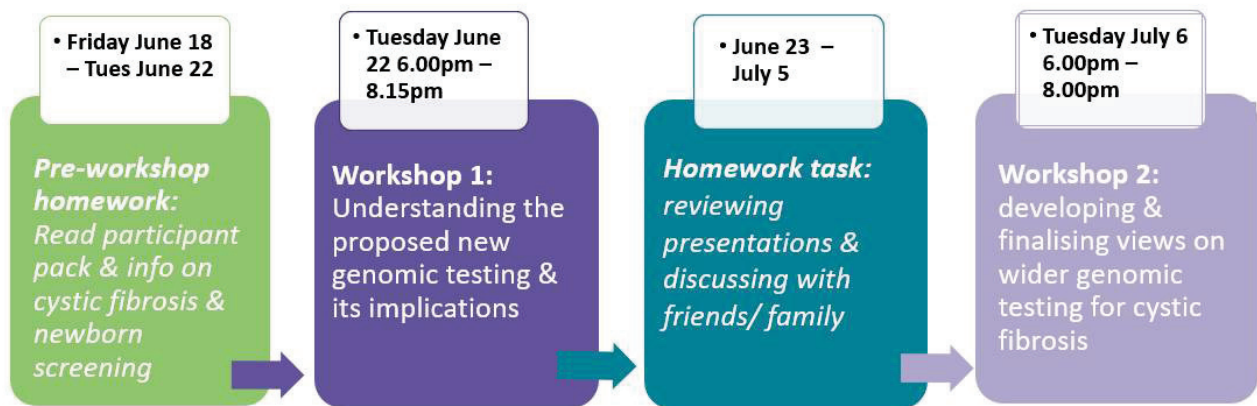 • Friday June 18
– Tues June 22
Pre-workshop
homework:
Read participant
pack & info on
cystic fibrosis &
newborn
screening
• Tuesday June
22 6.00pm –
8.15pm
Workshop 1:
Understanding the
proposed new
genomic testing &
its implications
• June 23 –
July 5
Homework task:
reviewing
presentations &
discussing with
friends/ family
• Tuesday July 6
6.00pm –
8.00pm
Workshop 2:
developing &
finalising views on
wider genomic
testing for cystic
fibrosis